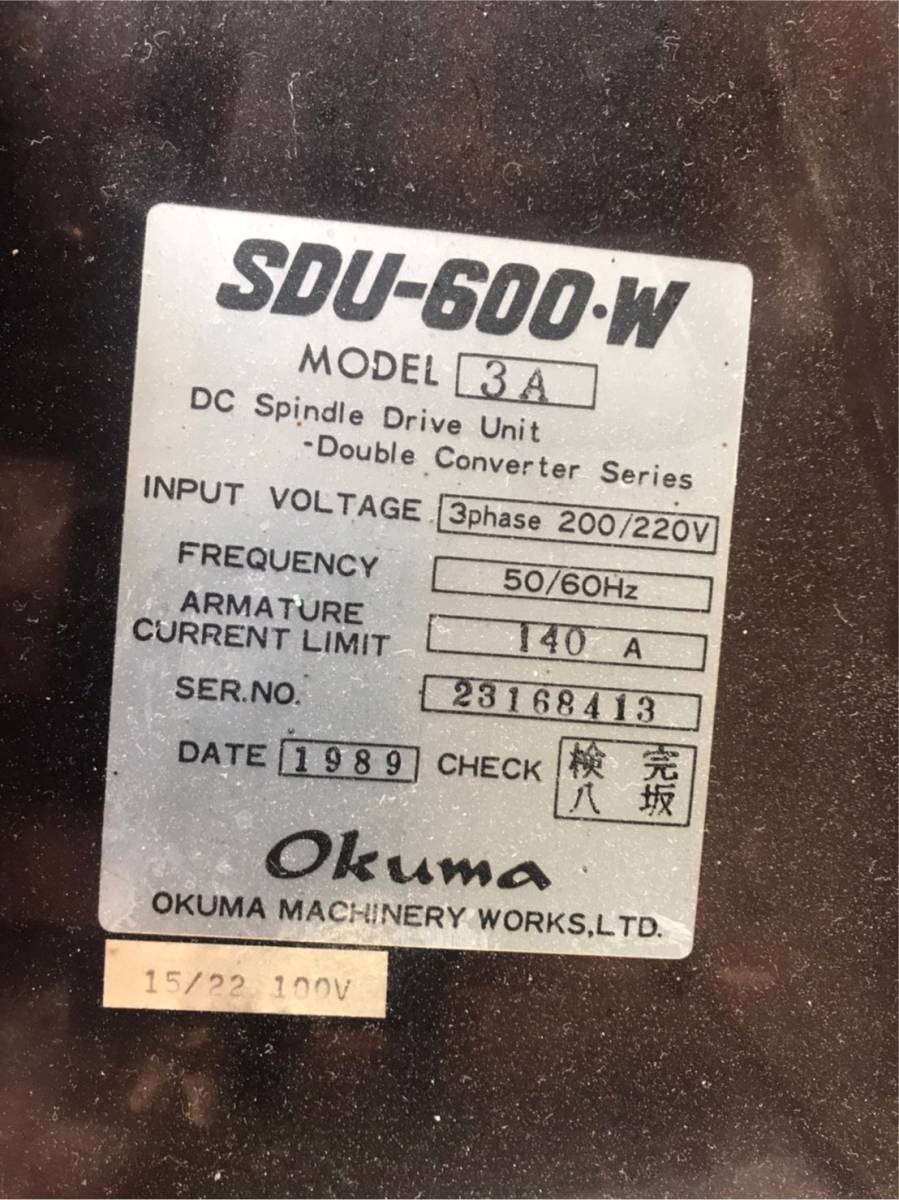 SDU-600·W
MODEL 3A
DC Spindle Drive Unit
-Double Converter Series
INPUT VOLTAGE 3phase 200/220V
FREQUENCY 50/60Hz
ARMATURE
CURRENT LIMIT 140 A
SER.NO. 23168413
DATE 1989 CHECK 検 完
八 坂
Okuma
OKUMA MACHINERY WORKS,LTD.
15/22 100V